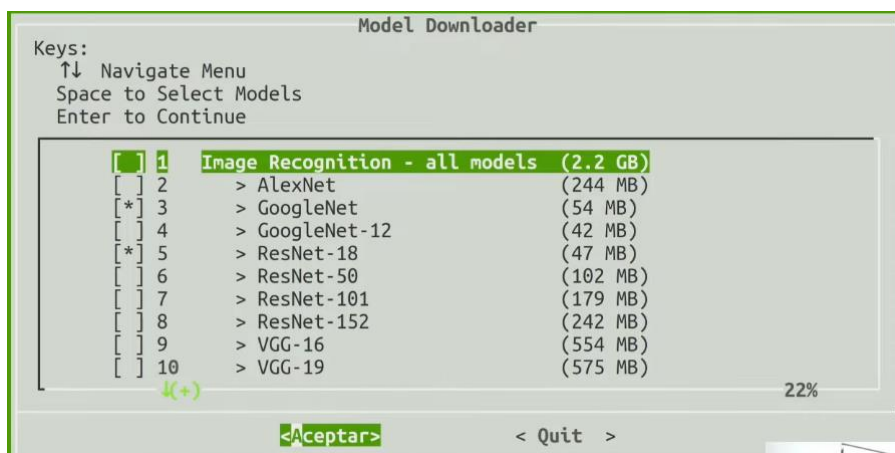 Model Downloader
Keys:
↑↓ Navigate Menu
Space to Select Models
Enter to Continue
[ ] 1 Image Recognition - all models (2.2 GB)
[ ] 2 > AlexNet (244 MB)
[*] 3 > GoogleNet (54 MB)
[ ] 4 > GoogleNet-12 (42 MB)
[*] 5 > ResNet-18 (47 MB)
[ ] 6 > ResNet-50 (102 MB)
[ ] 7 > ResNet-101 (179 MB)
[ ] 8 > ResNet-152 (242 MB)
[ ] 9 > VGG-16 (554 MB)
[ ] 10 > VGG-19 (575 MB)
↓(+) 22%
<Aceptar> < Quit >